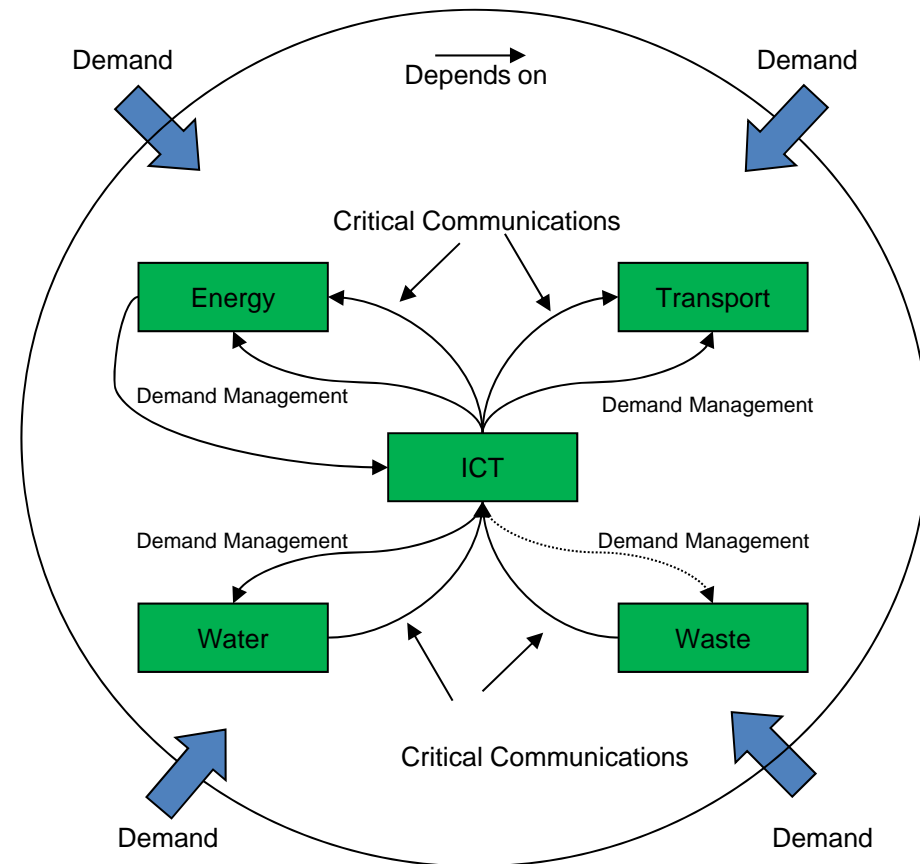 Demand
Demand
Depends on
Critical Communications
Energy
Transport
Demand Management
Demand Management
ICT
Demand Management
Demand Management
Water
Waste
Critical Communications
Demand
Demand